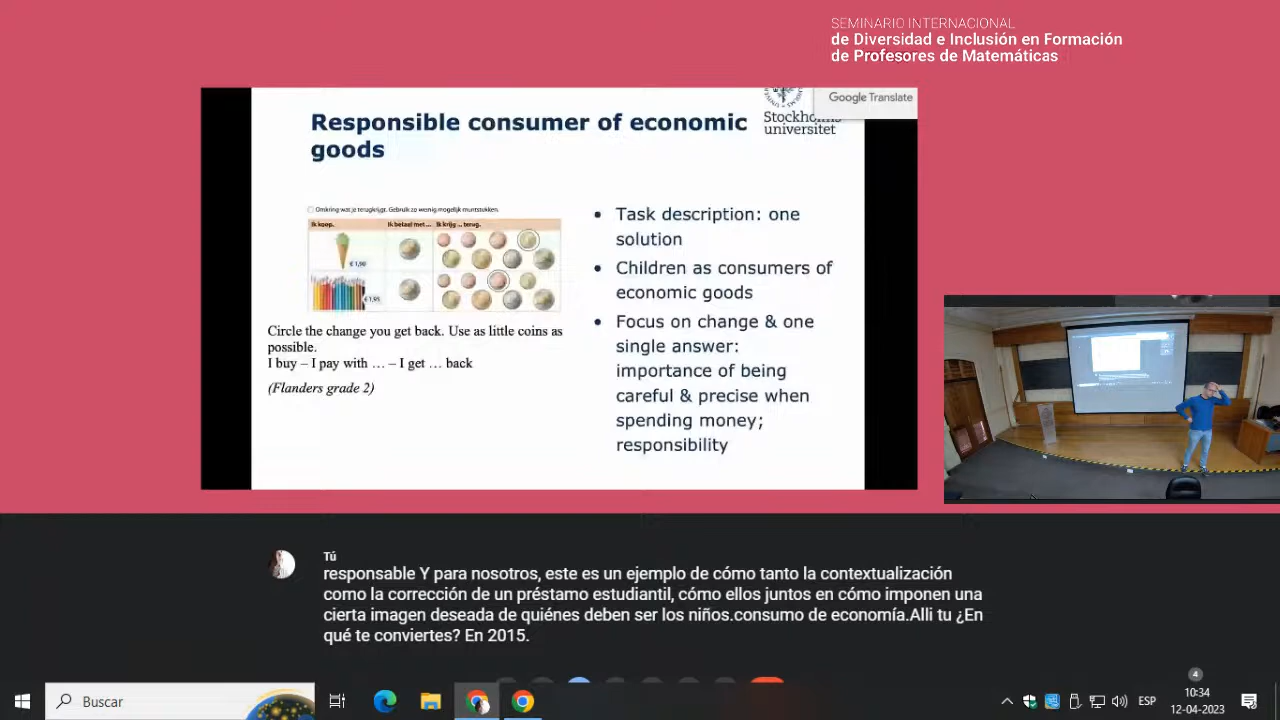 SEMINARIO INTERNACIONAL
de Diversidad e Inclusión en Formación
de Profesores de Matemáticas
Google Translate
Stockholms
universitet
Responsible consumer of economic
goods
Omkring wat je terugkrijgt. Gebruik zo weinig mogelijk muntstukken.
Ik koop.
Ik betaal met ...
Ik krijg ... terug.
€ 1,90
€ 1,95
Circle the change you get back. Use as little coins as
possible.
I buy – I pay with … – I get … back
(Flanders grade 2)
• Task description: one
solution
• Children as consumers of
economic goods
• Focus on change & one
single answer:
importance of being
careful & precise when
spending money;
responsibility
Tú
responsable Y para nosotros, este es un ejemplo de cómo tanto la contextualización
como la corrección de un préstamo estudiantil, cómo ellos juntos en cómo imponen una
cierta imagen deseada de quiénes deben ser los niños.consumo de economía.Alli tu ¿En
qué te conviertes? En 2015.
Buscar
4
ESP
10:34
12-04-2023